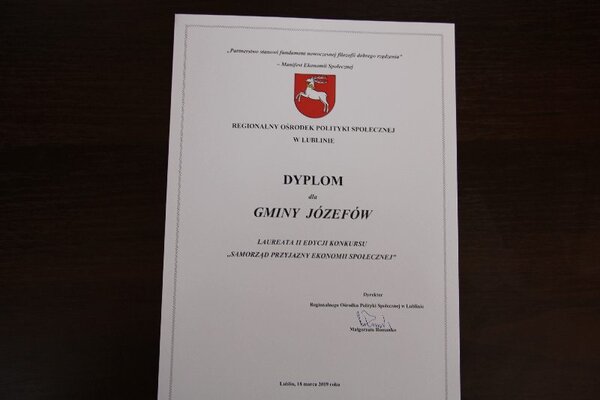 „Partnerstwo stanowi fundament nowoczesnej filozofii dobrego rządzenia”
– Manifest Ekonomii Społecznej
REGIONALNY OŚRODEK POLITYKI SPOŁECZNEJ
W LUBLINIE
DYPLOM
dla
GMINY JÓZEFÓW
LAUREATA II EDYCJI KONKURSU
„SAMORZĄD PRZYJAZNY EKONOMII SPOŁECZNEJ”
Dyrektor
Regionalnego Ośrodka Polityki Społecznej w Lublinie
Małgorzata Romanko
Lublin, 18 marca 2019 roku